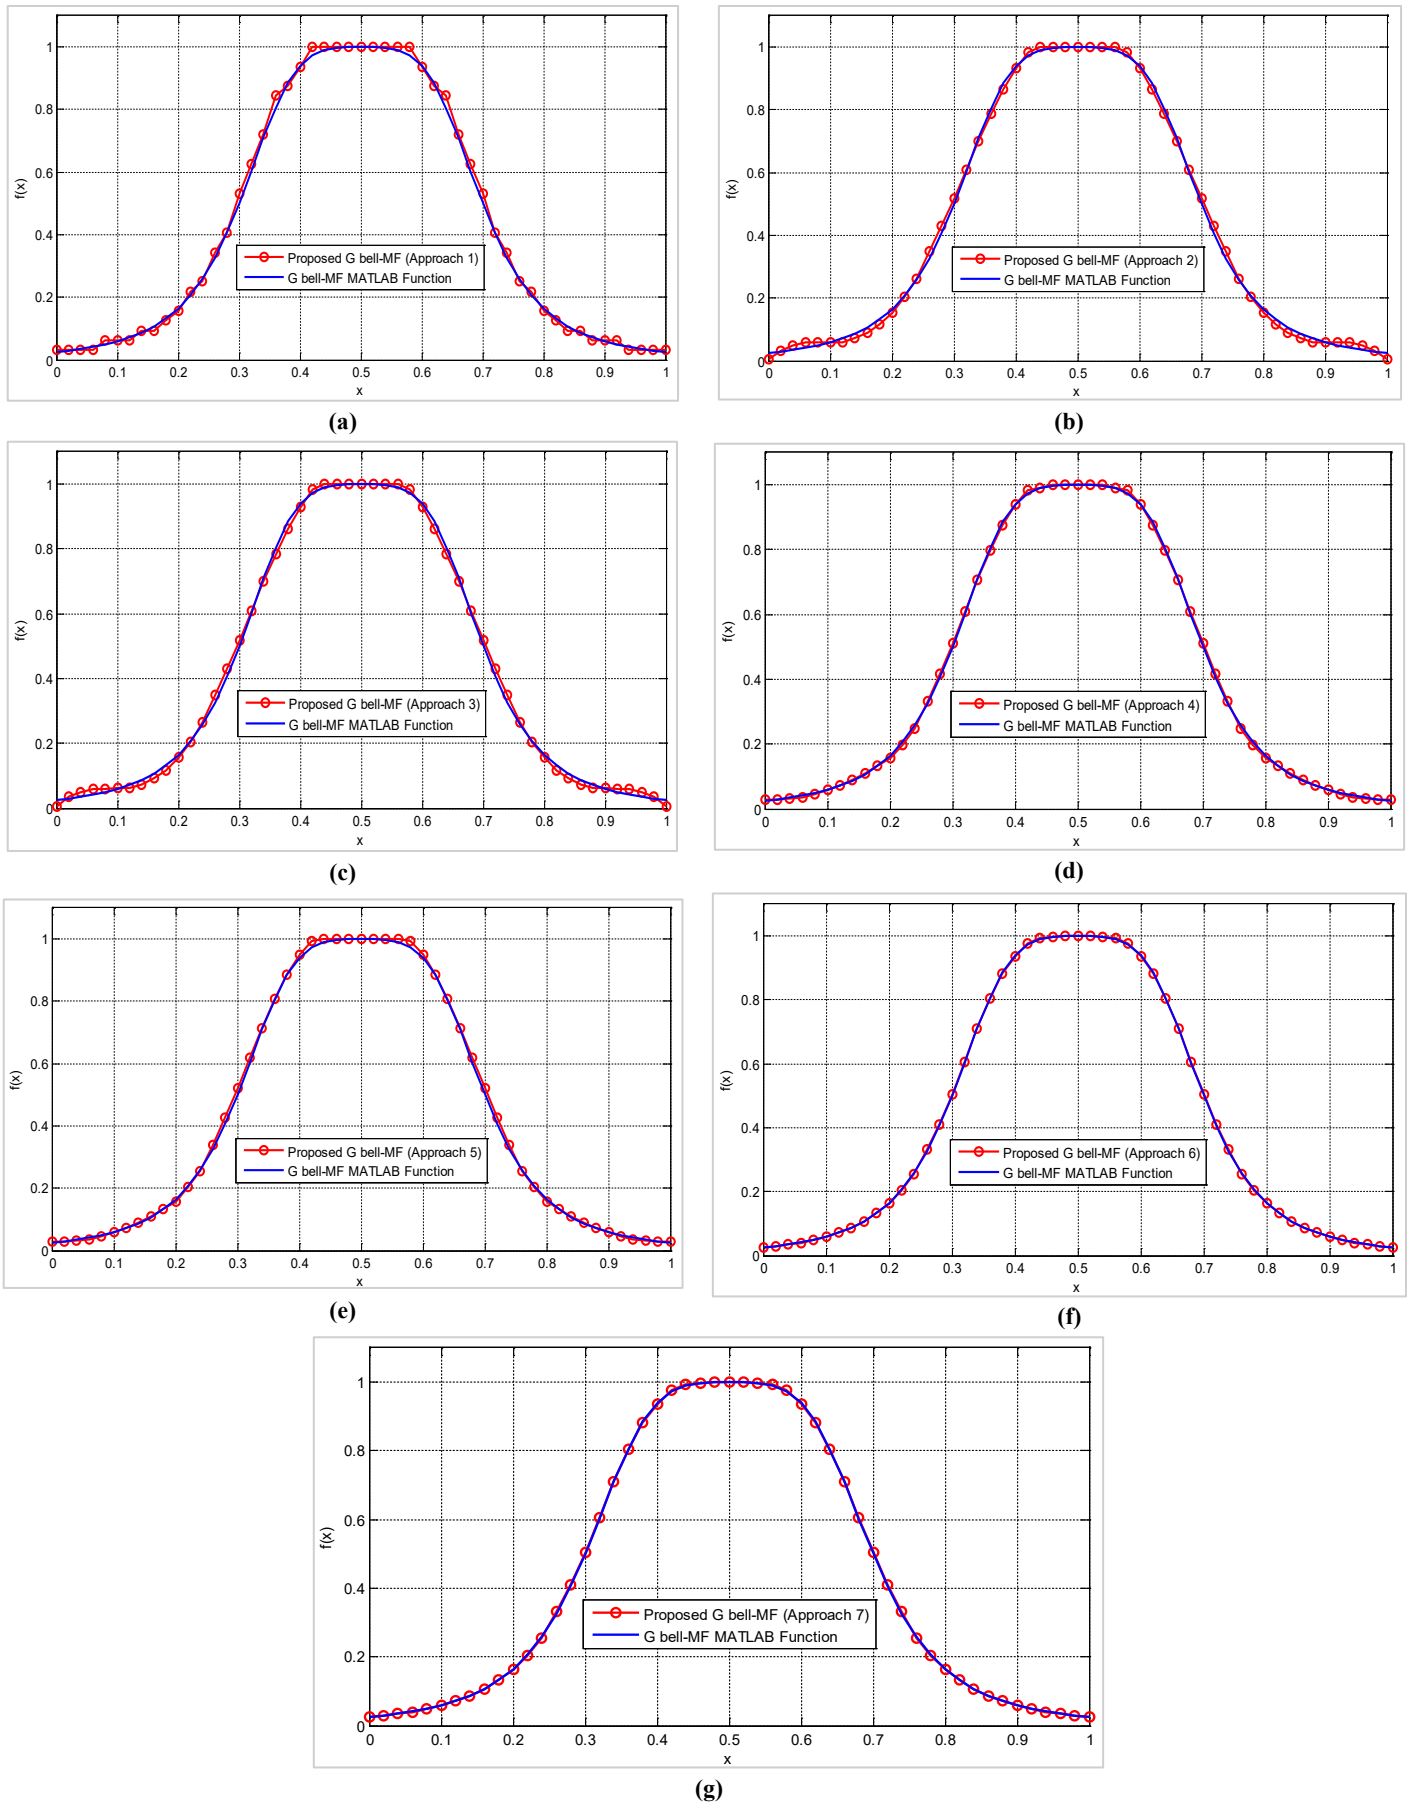 1
0.8
0.6
0.4
0.2
0
f(x)
Proposed G bell-MF (Approach 1)
G bell-MF MATLAB Function
0 0.1 0.2 0.3 0.4 0.5 0.6 0.7 0.8 0.9 1
x
(a)
1
0.8
0.6
0.4
0.2
0
f(x)
Proposed G bell-MF (Approach 2)
G bell-MF MATLAB Function
0 0.1 0.2 0.3 0.4 0.5 0.6 0.7 0.8 0.9 1
x
(b)
1
0.8
0.6
0.4
0.2
0
f(x)
Proposed G bell-MF (Approach 3)
G bell-MF MATLAB Function
0 0.1 0.2 0.3 0.4 0.5 0.6 0.7 0.8 0.9 1
x
(c)
1
0.8
0.6
0.4
0.2
0
f(x)
Proposed G bell-MF (Approach 4)
G bell-MF MATLAB Function
0 0.1 0.2 0.3 0.4 0.5 0.6 0.7 0.8 0.9 1
x
(d)
1
0.8
0.6
0.4
0.2
0
f(x)
Proposed G bell-MF (Approach 5)
G bell-MF MATLAB Function
0 0.1 0.2 0.3 0.4 0.5 0.6 0.7 0.8 0.9 1
x
(e)
1
0.8
0.6
0.4
0.2
0
f(x)
Proposed G bell-MF (Approach 6)
G bell-MF MATLAB Function
0 0.1 0.2 0.3 0.4 0.5 0.6 0.7 0.8 0.9 1
x
(f)
1
0.8
0.6
0.4
0.2
0
f(x)
Proposed G bell-MF (Approach 7)
G bell-MF MATLAB Function
0 0.1 0.2 0.3 0.4 0.5 0.6 0.7 0.8 0.9 1
x
(g)